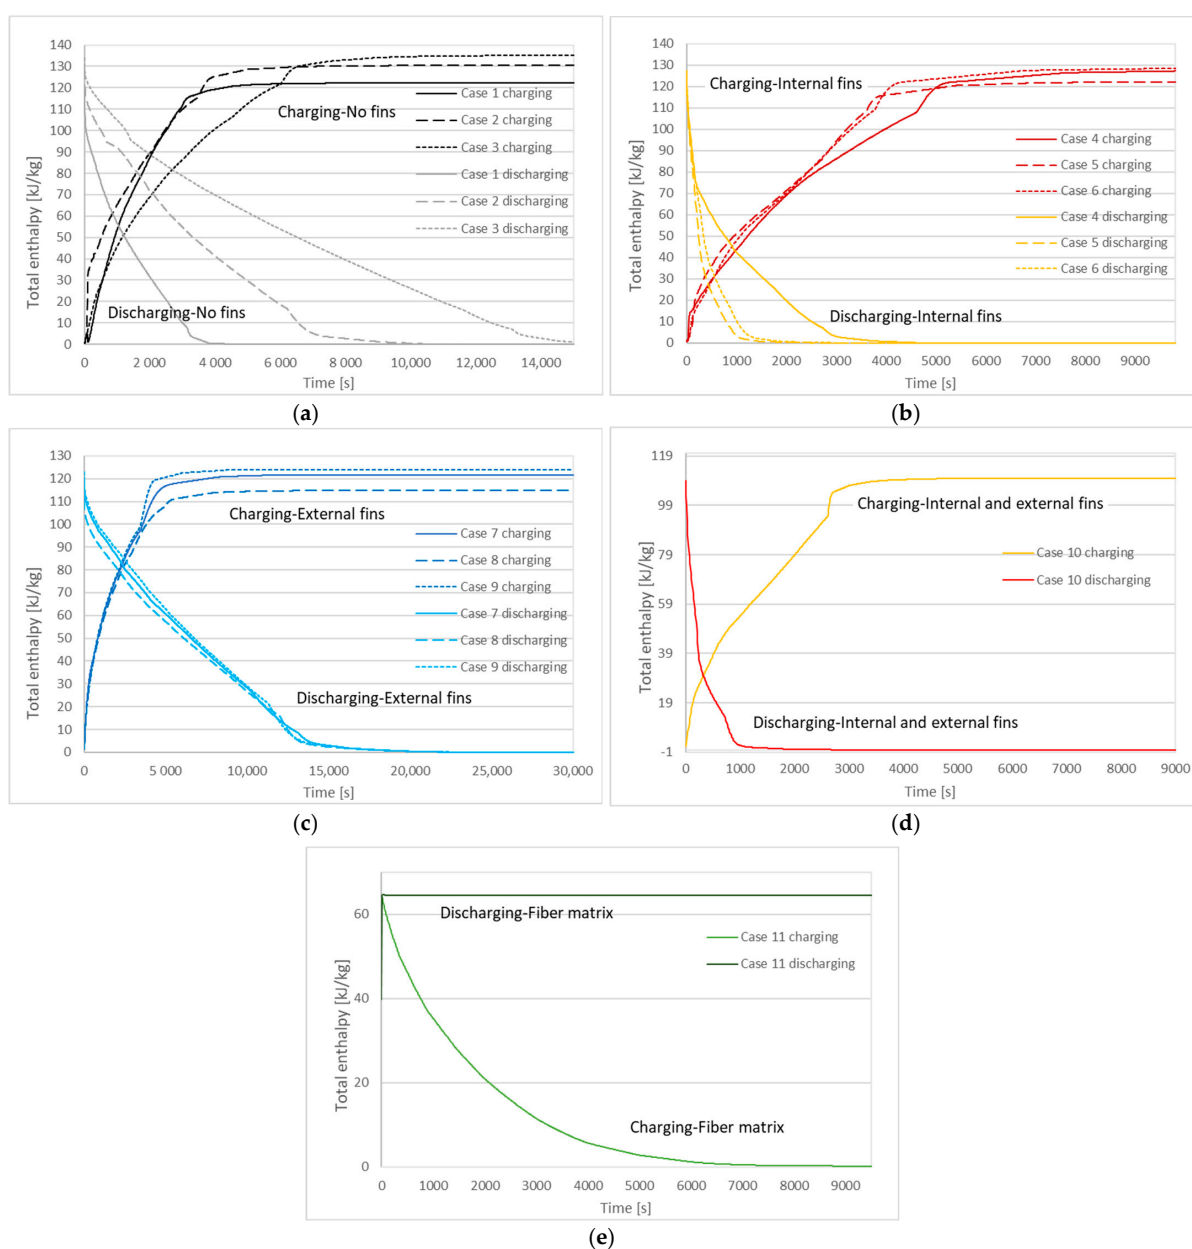 140
130
120
110
100
90
80
70
60
50
40
30
20
10
0
Total enthalpy [kJ/kg]
0
2 000
4 000
6 000
8 000
10,000
12,000
14,000
Time [s]
Charging-No fins
Discharging-No fins
Case 1 charging
Case 2 charging
Case 3 charging
Case 1 discharging
Case 2 discharging
Case 3 discharging
(a)
140
130
120
110
100
90
80
70
60
50
40
30
20
10
0
Total enthalpy [kJ/kg]
0
1000
2000
3000
4000
5000
6000
7000
8000
9000
Time [s]
Charging-Internal fins
Discharging-Internal fins
Case 4 charging
Case 5 charging
Case 6 charging
Case 4 discharging
Case 5 discharging
Case 6 discharging
(b)
130
120
110
100
90
80
70
60
50
40
30
20
10
0
Total enthalpy [kJ/kg]
0
5 000
10,000
15,000
20,000
25,000
30,000
Time [s]
Charging-External fins
Discharging-External fins
Case 7 charging
Case 8 charging
Case 9 charging
Case 7 discharging
Case 8 discharging
Case 9 discharging
(c)
119
99
79
59
39
19
-1
Total enthalpy [kJ/kg]
0
1000
2000
3000
4000
5000
6000
7000
8000
9000
Time [s]
Charging-Internal and external fins
Discharging-Internal and external fins
Case 10 charging
Case 10 discharging
(d)
60
40
20
0
Total enthalpy [kJ/kg]
0
1000
2000
3000
4000
5000
6000
7000
8000
9000
Time [s]
Discharging-Fiber matrix
Charging-Fiber matrix
Case 11 charging
Case 11 discharging
(e)